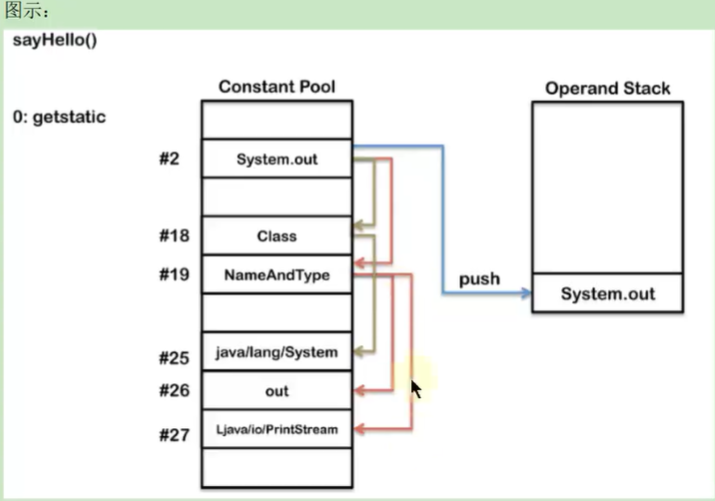 图示：
sayHello()
Constant Pool
Operand Stack
0: getstatic
#2
System.out
#18
Class
#19
NameAndType
push
System.out
#25
java/lang/System
#26
out
#27
Ljava/io/PrintStream